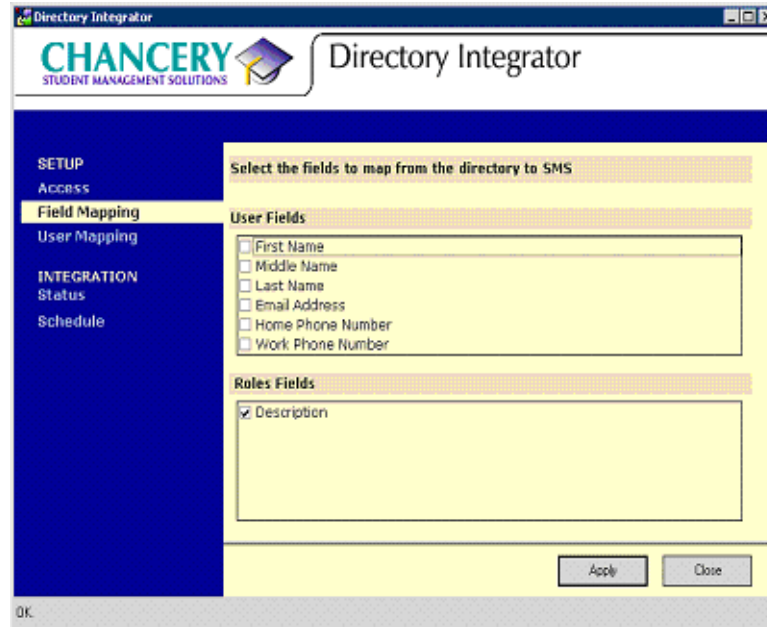 Directory Integrator
CHANCERY
STUDENT MANAGEMENT SOLUTIONS
Directory Integrator
SETUP
Access
Field Mapping
User Mapping
INTEGRATION
Status
Schedule
Select the fields to map from the directory to SMS
User Fields
First Name
Middle Name
Last Name
Email Address
Home Phone Number
Work Phone Number
Roles Fields
Description
Apply
Close
OK